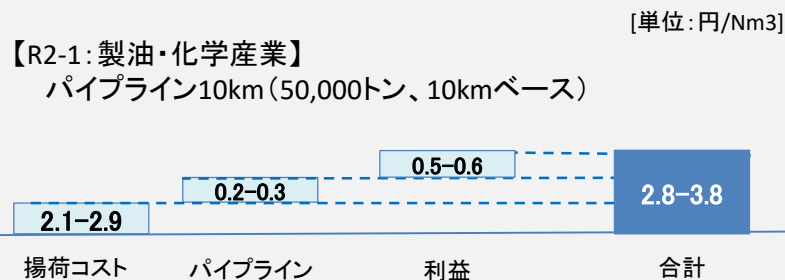 [単位:円/Nm3]
【R2-1:製油・化学産業】
パイプライン10km(50,000トン、10kmベース)
0.5−0.6
0.2−0.3
2.8−3.8
2.1−2.9
揚荷コスト パイプライン 利益 合計